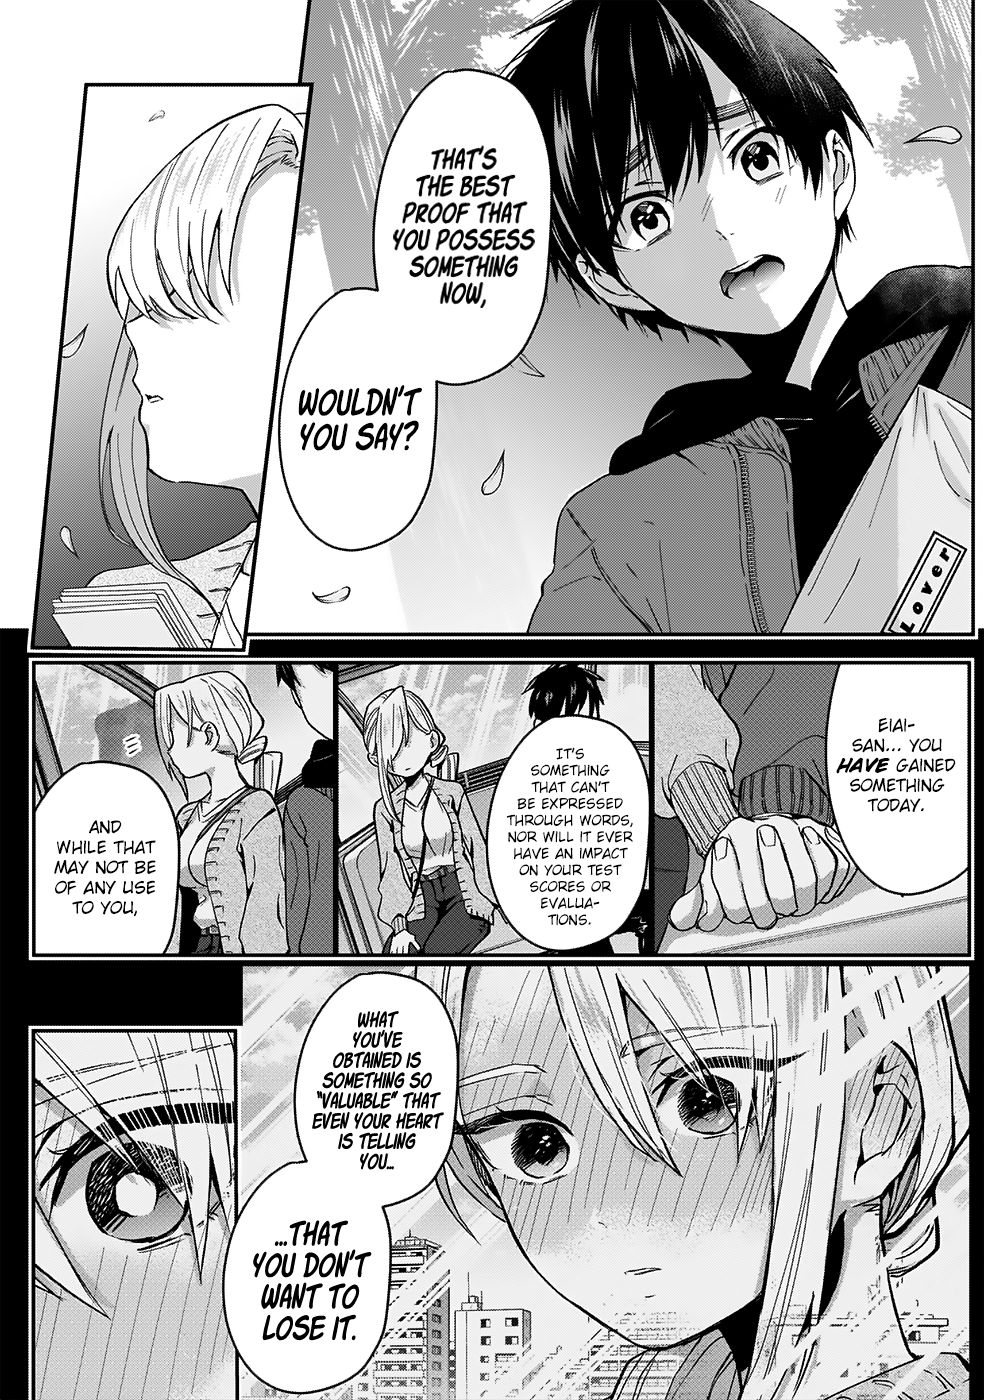 THAT'S
THE BEST
PROOF THAT
YOU POSSESS
SOMETHING
NOW,
WOULDN'T
YOU SAY?
Lover
EIAI-
SAN... YOU
HAVE GAINED
SOMETHING
TODAY.
IT'S
SOMETHING
THAT CAN'T
BE EXPRESSED
THROUGH WORDS,
NOR WILL IT EVER
HAVE AN IMPACT
ON YOUR TEST
SCORES OR
EVALUA-
TIONS.
AND
WHILE THAT
MAY NOT BE
OF ANY USE
TO YOU,
WHAT
YOU'VE
OBTAINED IS
SOMETHING SO
"VALUABLE" THAT
EVEN YOUR HEART
IS TELLING
YOU...
...THAT
YOU DON'T
WANT TO
LOSE IT.